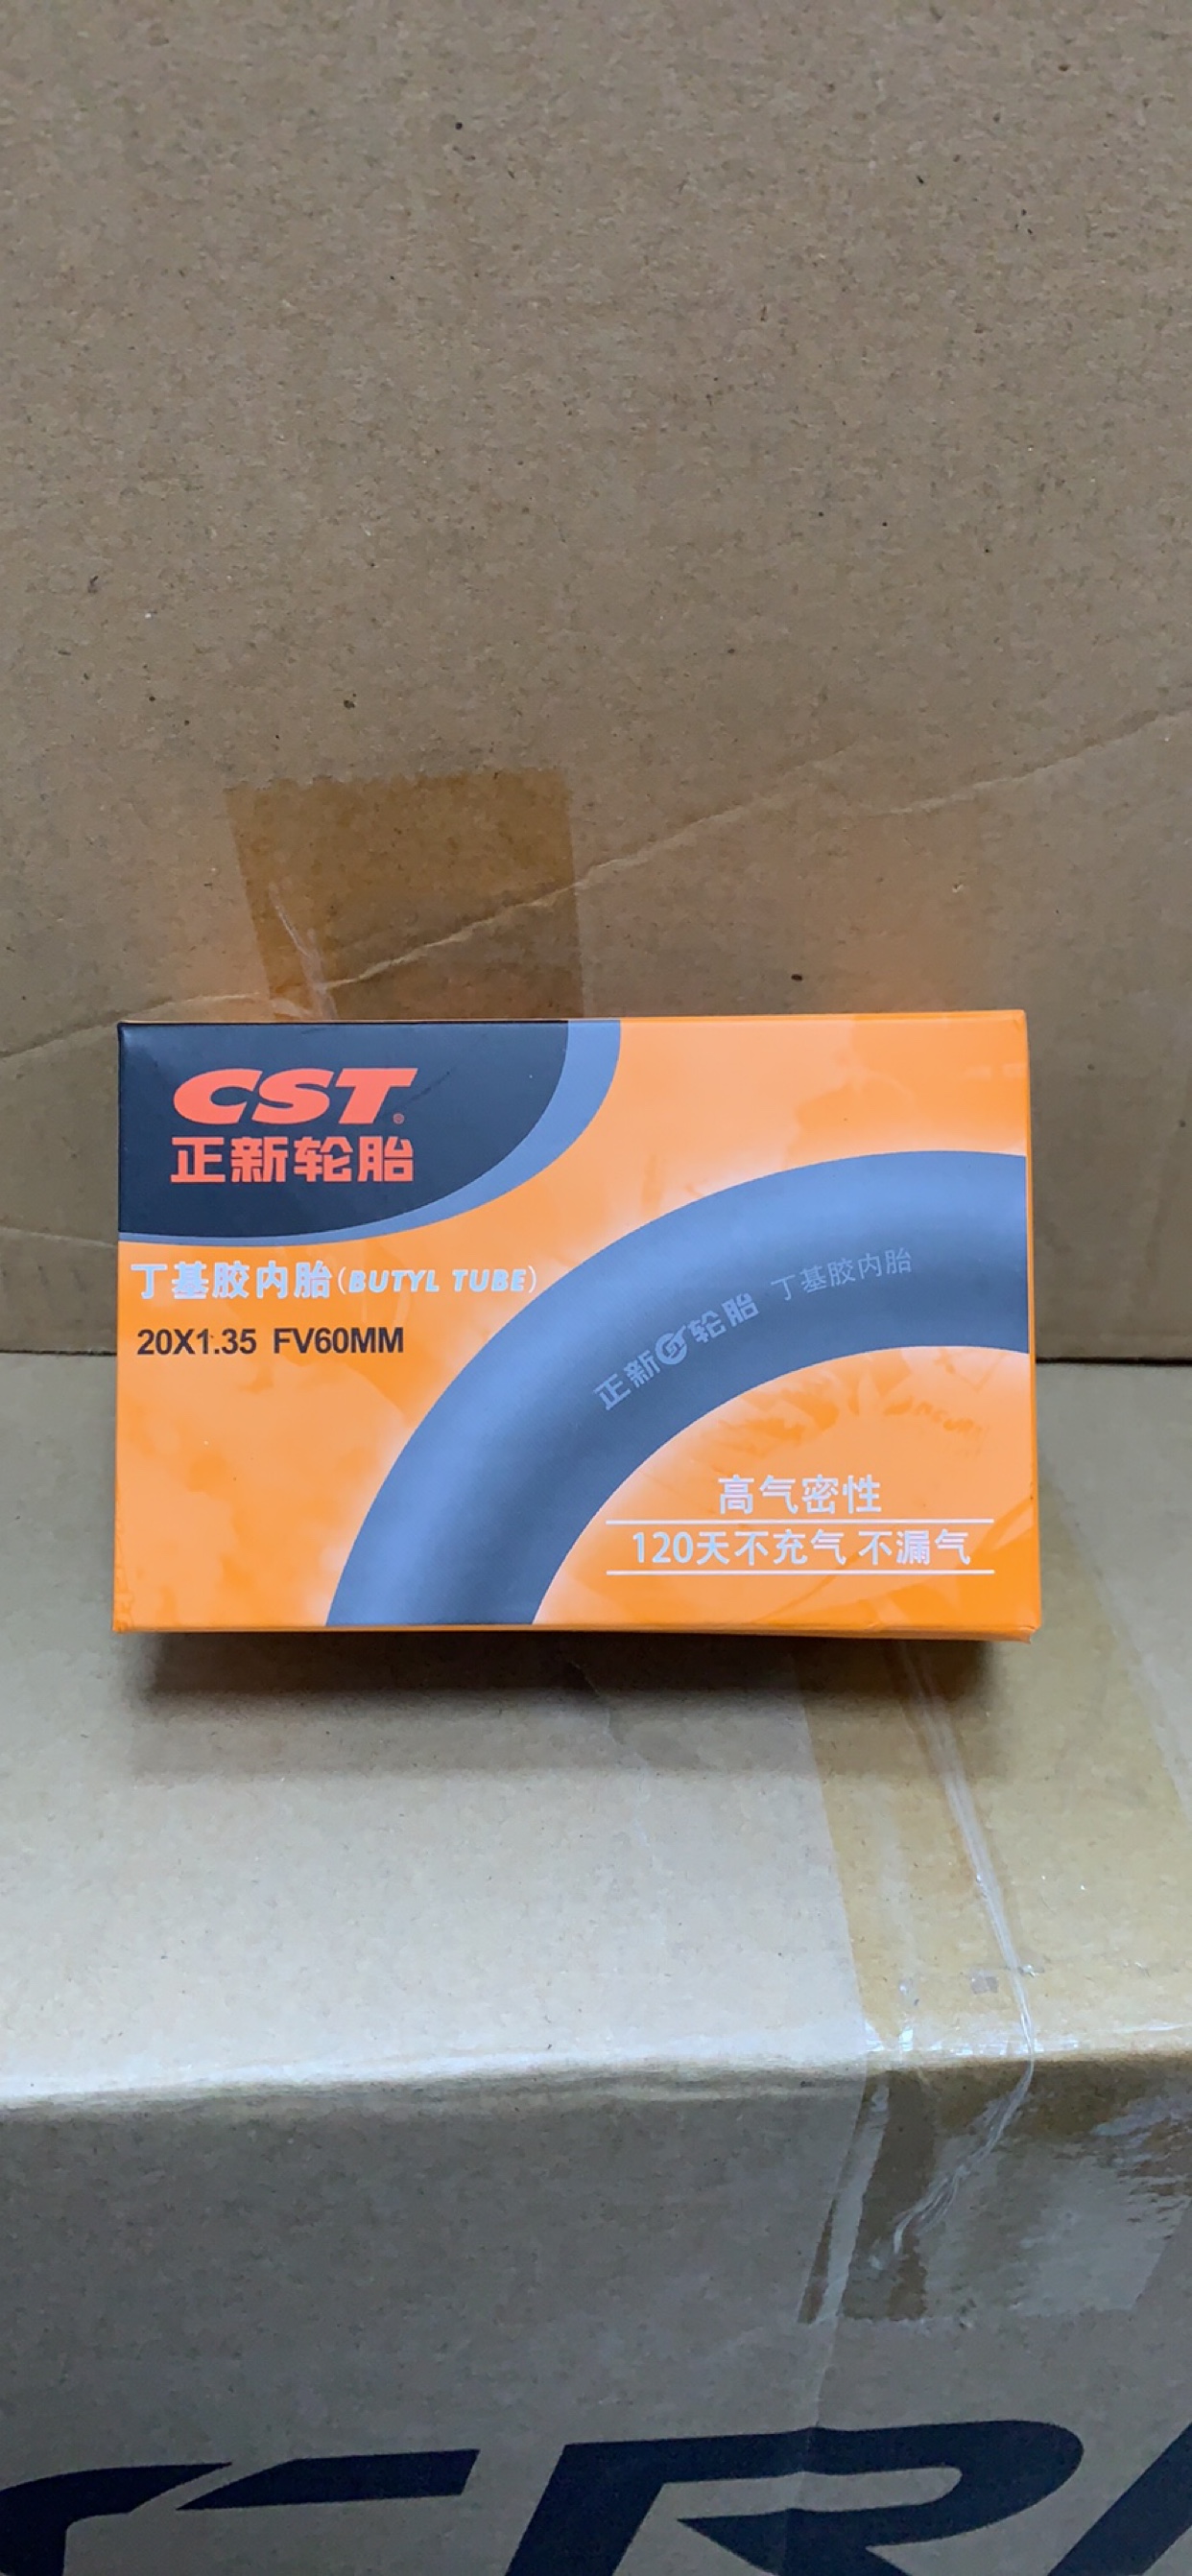 CST®
正新轮胎
丁基胶内胎(BUTYL TUBE)
20X1.35 FV60MM
正新轮胎 丁基胶内胎
高气密性
120天不充气 不漏气